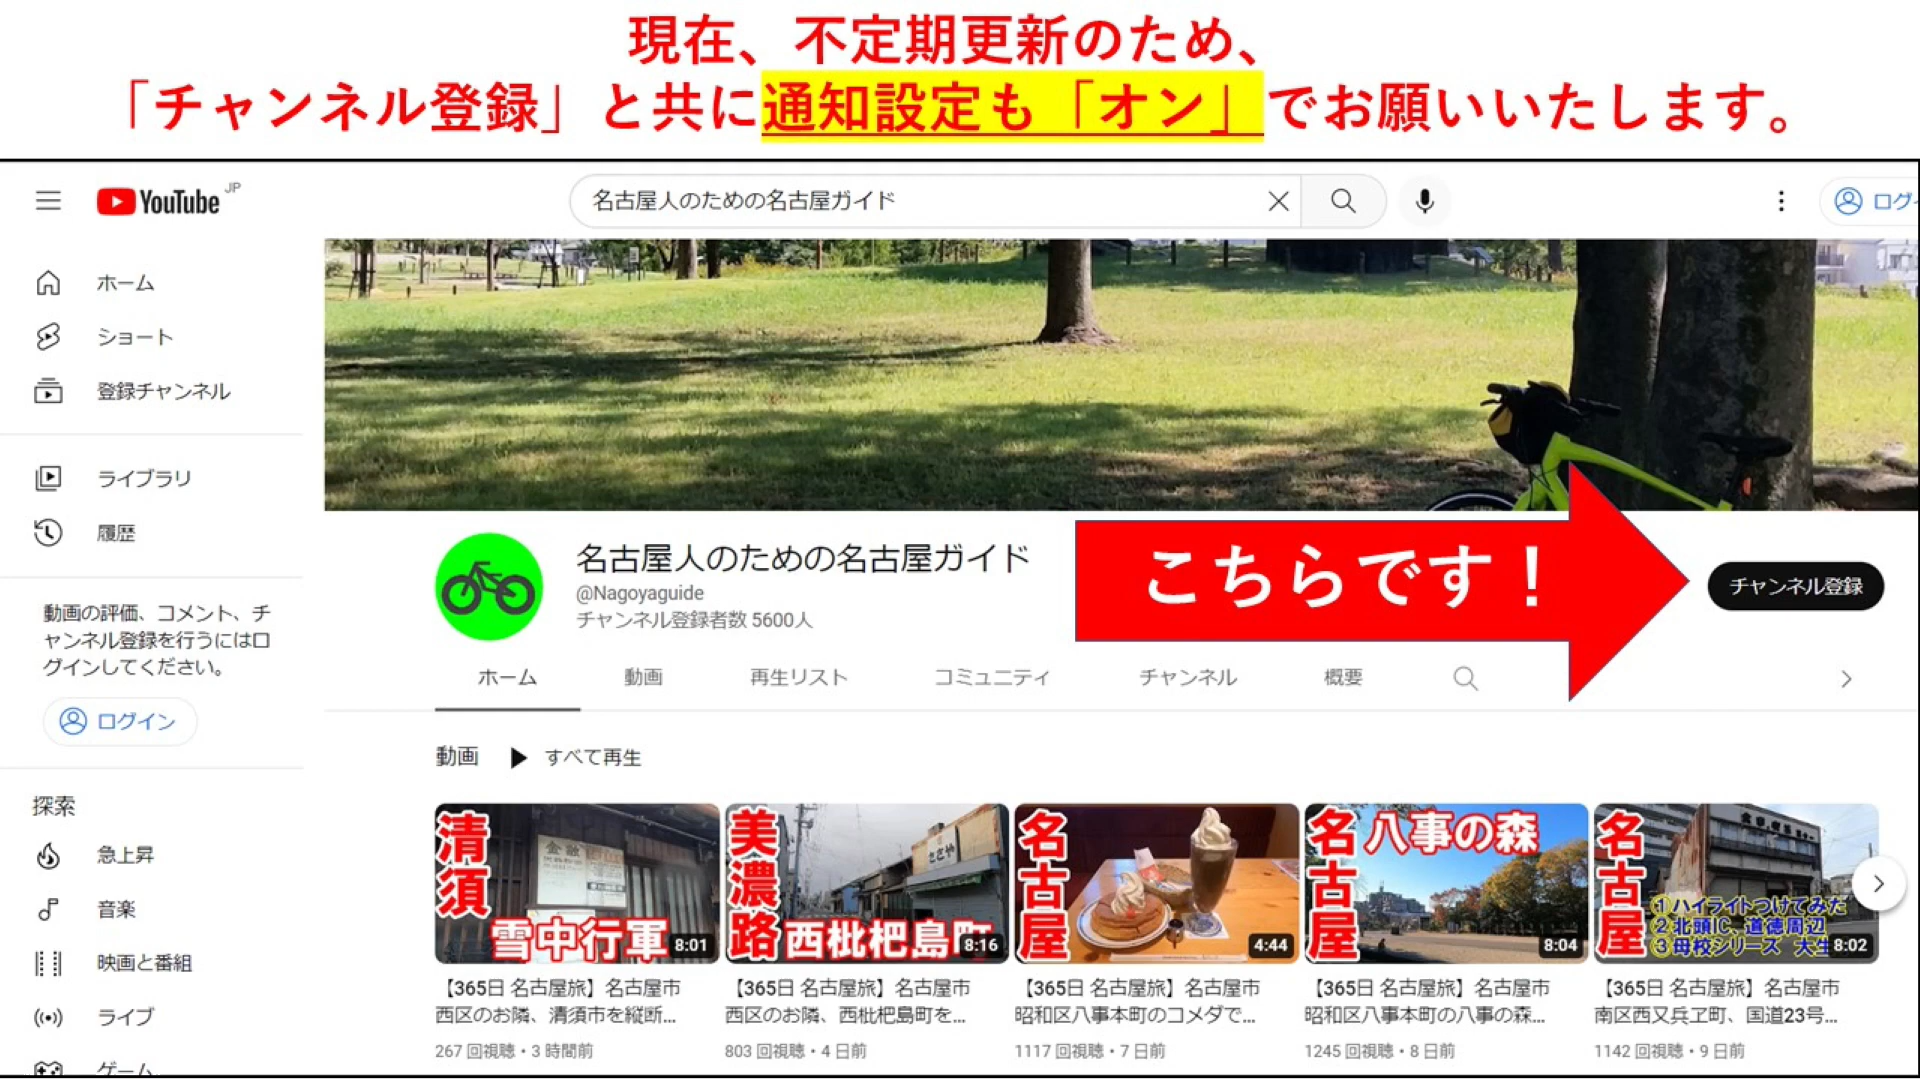 現在、不定期更新のため、
「チャンネル登録」と共に通知設定も「オン」でお願いいたします。
YouTube JP
名古屋人のための名古屋ガイド
ログイ
ホーム
ショート
登録チャンネル
ライブラリ
履歴
動画の評価、コメント、チ
ャンネル登録を行うにはロ
グインしてください。
ログイン
探索
急上昇
音楽
映画と番組
ライブ
ゲーム
名古屋人のための名古屋ガイド
@Nagoyaguide
チャンネル登録者数 5600人
こちらです！
チャンネル登録
ホーム
動画
再生リスト
コミュニティ
チャンネル
概要
動画
すべて再生
清須
雪中行軍
8:01
【365日 名古屋旅】名古屋市
西区のお隣、清須市を縦断...
267 回視聴・3 時間前
美濃路
西枇杷島町
8:16
【365日 名古屋旅】名古屋市
西区のお隣、西枇杷島町を...
803 回視聴・4 日前
名古屋
4:44
【365日 名古屋旅】名古屋市
昭和区八事本町のコメダで...
1117 回視聴・7 日前
名古屋
八事の森
8:04
【365日 名古屋旅】名古屋市
昭和区八事本町の八事の森...
1245 回視聴・8 日前
名古屋
①ハイライトつけてみた
②北頭IC、道徳周辺
③母校シリーズ 大生
8:02
【365日 名古屋旅】名古屋市
南区西又兵ヱ町、国道23号...
1142 回視聴・9 日前